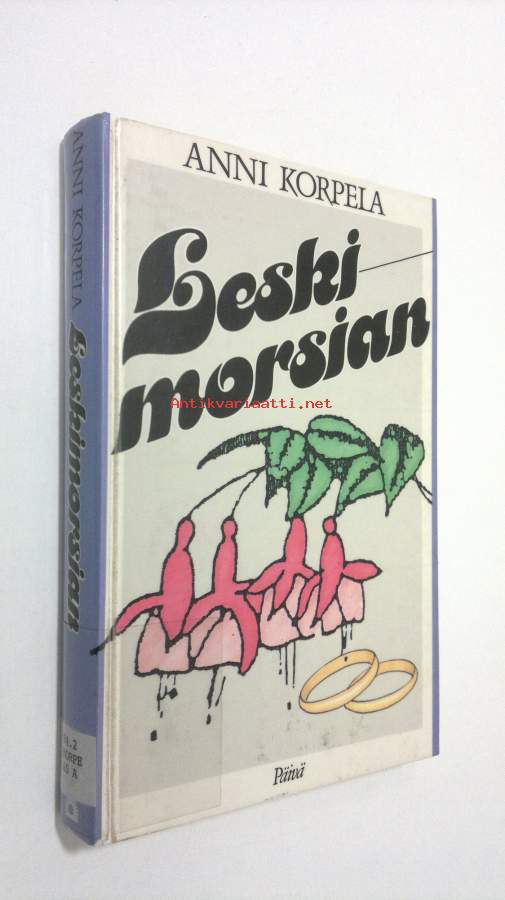 ANNI KORPELA
Leski-
morsian
Antikvariaatti.net
Päivä
ANNI KORPELA Leskimorsian